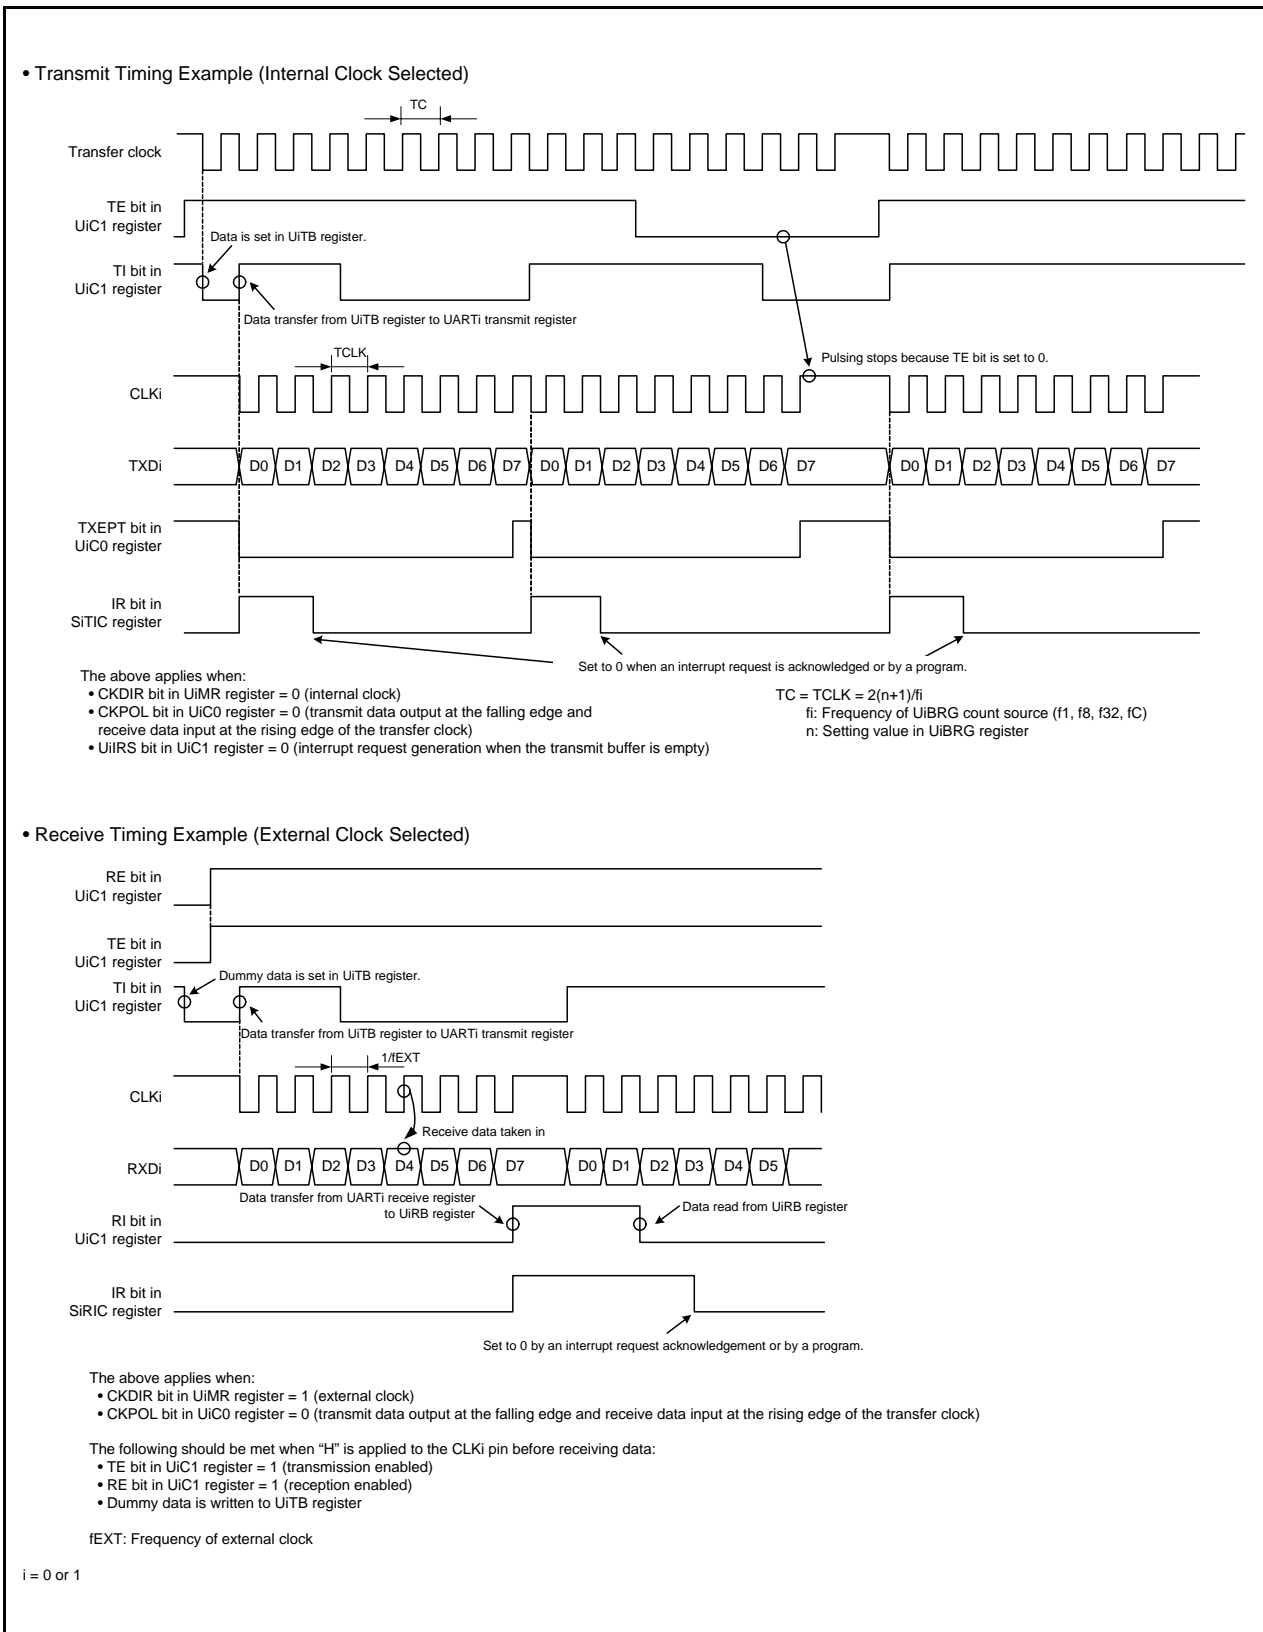 • Transmit Timing Example (Internal Clock Selected)
TC
Transfer clock
TE bit in
UiC1 register
Data is set in UiTB register.
TI bit in
UiC1 register
Data transfer from UiTB register to UARTi transmit register
TCLK
Pulsing stops because TE bit is set to 0.
CLKi
TXDi D0 D1 D2 D3 D4 D5 D6 D7 D0 D1 D2 D3 D4 D5 D6 D7 D0 D1 D2 D3 D4 D5 D6 D7
TXEPT bit in
UiC0 register
IR bit in
SiTIC register
Set to 0 when an interrupt request is acknowledged or by a program.
The above applies when:
• CKDIR bit in UiMR register = 0 (internal clock)
• CKPOL bit in UiC0 register = 0 (transmit data output at the falling edge and
receive data input at the rising edge of the transfer clock)
• UiIRS bit in UiC1 register = 0 (interrupt request generation when the transmit buffer is empty)
TC = TCLK = 2(n+1)/fi
fi: Frequency of UiBRG count source (f1, f8, f32, fC)
n: Setting value in UiBRG register
• Receive Timing Example (External Clock Selected)
RE bit in
UiC1 register
TE bit in
UiC1 register
Dummy data is set in UiTB register.
TI bit in
UiC1 register
Data transfer from UiTB register to UARTi transmit register
1/fEXT
CLKi
Receive data taken in
RXDi D0 D1 D2 D3 D4 D5 D6 D7 D0 D1 D2 D3 D4 D5
Data transfer from UARTi receive register
to UiRB register
Data read from UiRB register
RI bit in
UiC1 register
IR bit in
SiRIC register
Set to 0 by an interrupt request acknowledgement or by a program.
The above applies when:
• CKDIR bit in UiMR register = 1 (external clock)
• CKPOL bit in UiC0 register = 0 (transmit data output at the falling edge and receive data input at the rising edge of the transfer clock)
The following should be met when “H” is applied to the CLKi pin before receiving data:
• TE bit in UiC1 register = 1 (transmission enabled)
• RE bit in UiC1 register = 1 (reception enabled)
• Dummy data is written to UiTB register
fEXT: Frequency of external clock
i = 0 or 1